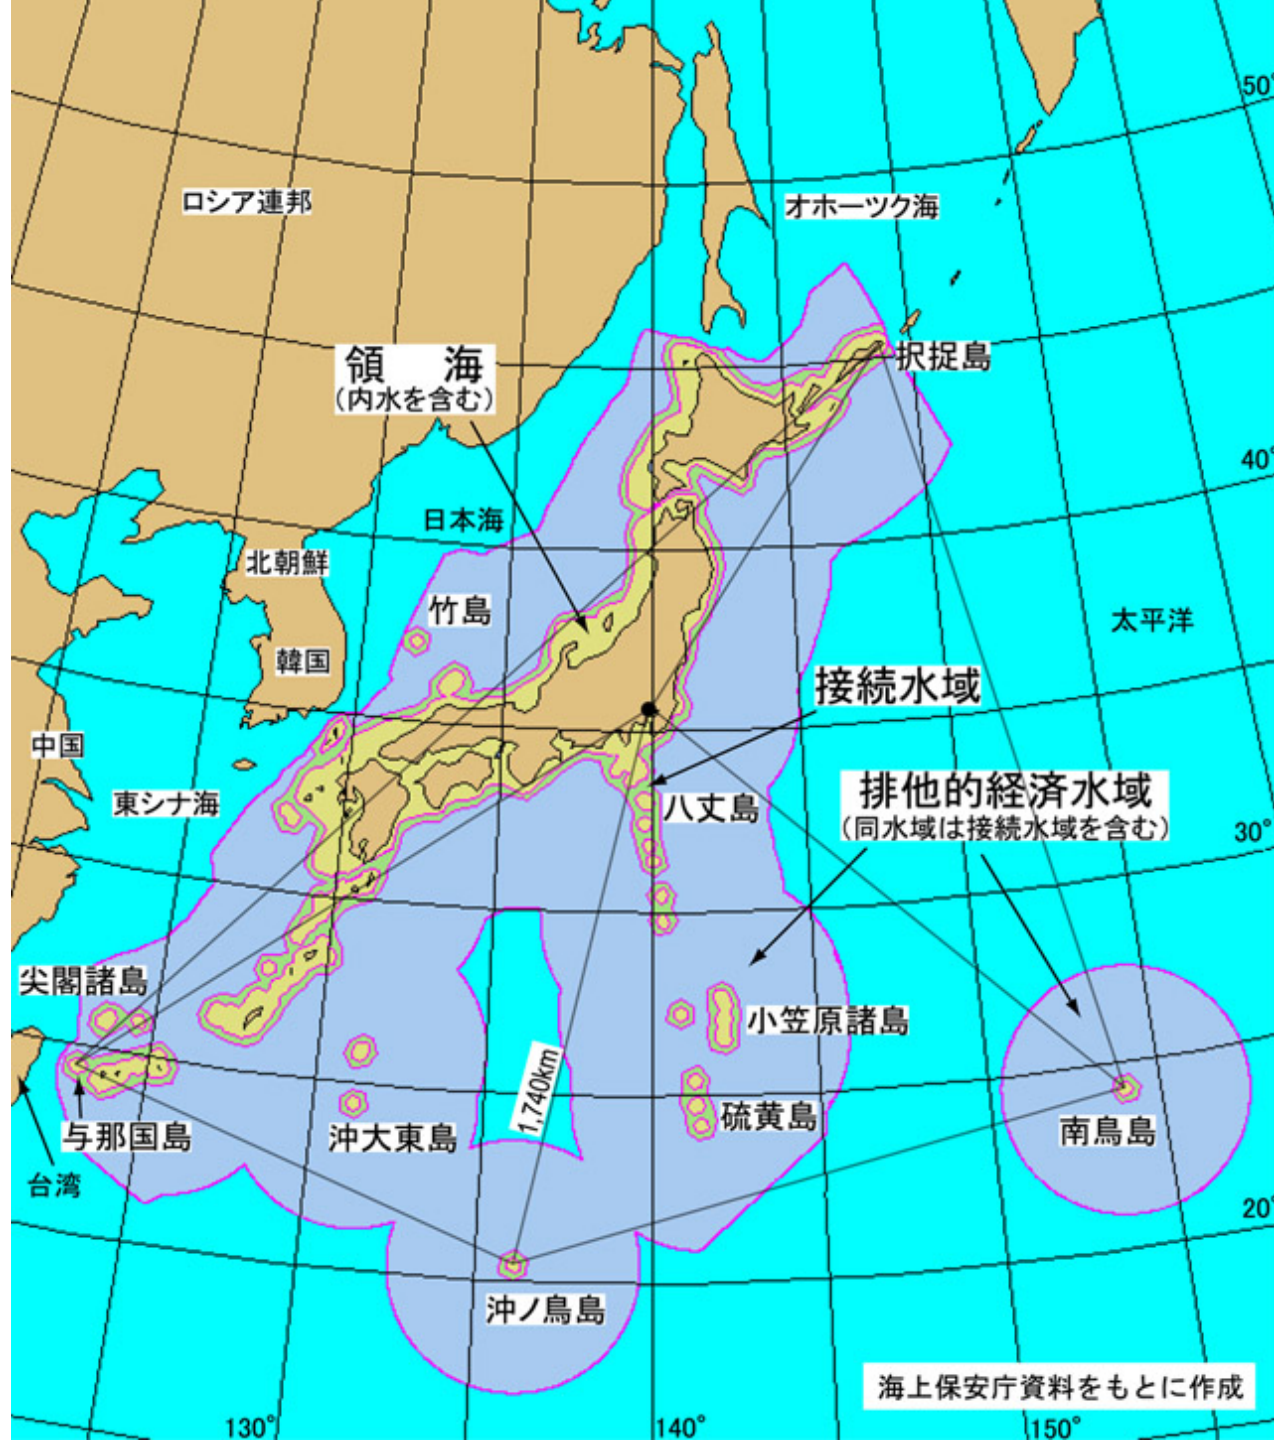 50°
ロシア連邦
オホーツク海
領　海
(内水を含む)
択捉島
40°
日本海
北朝鮮
竹島
太平洋
韓国
接続水域
中国
東シナ海
八丈島
排他的経済水域
(同水域は接続水域を含む)
30°
尖閣諸島
小笠原諸島
1,740km
硫黄島
与那国島
沖大東島
南鳥島
台湾
20°
沖ノ鳥島
海上保安庁資料をもとに作成
130°
140°
150°